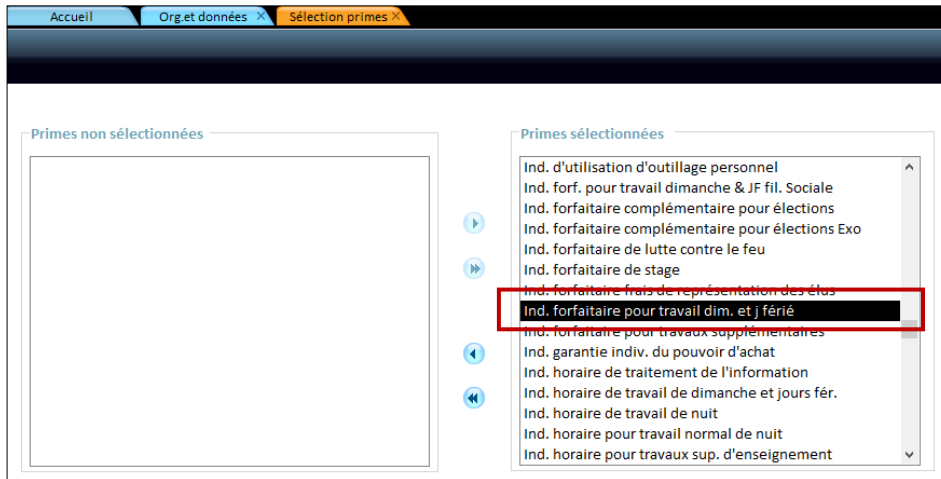 Accueil
Org.et données
Sélection primes
Primes non sélectionnées
Primes sélectionnées
Ind. d'utilisation d'outillage personnel
Ind. forf. pour travail dimanche & JF fil. Sociale
Ind. forfaitaire complémentaire pour élections
Ind. forfaitaire complémentaire pour élections Exo
Ind. forfaitaire de lutte contre le feu
Ind. forfaitaire de stage
Ind. forfaitaire frais de représentation des élus
Ind. forfaitaire pour travail dim. et j férié
Ind. forfaitaire pour travaux supplémentaires
Ind. garantie indiv. du pouvoir d'achat
Ind. horaire de traitement de l'information
Ind. horaire de travail de dimanche et jours fér.
Ind. horaire de travail de nuit
Ind. horaire pour travail normal de nuit
Ind. horaire pour travaux sup. d'enseignement